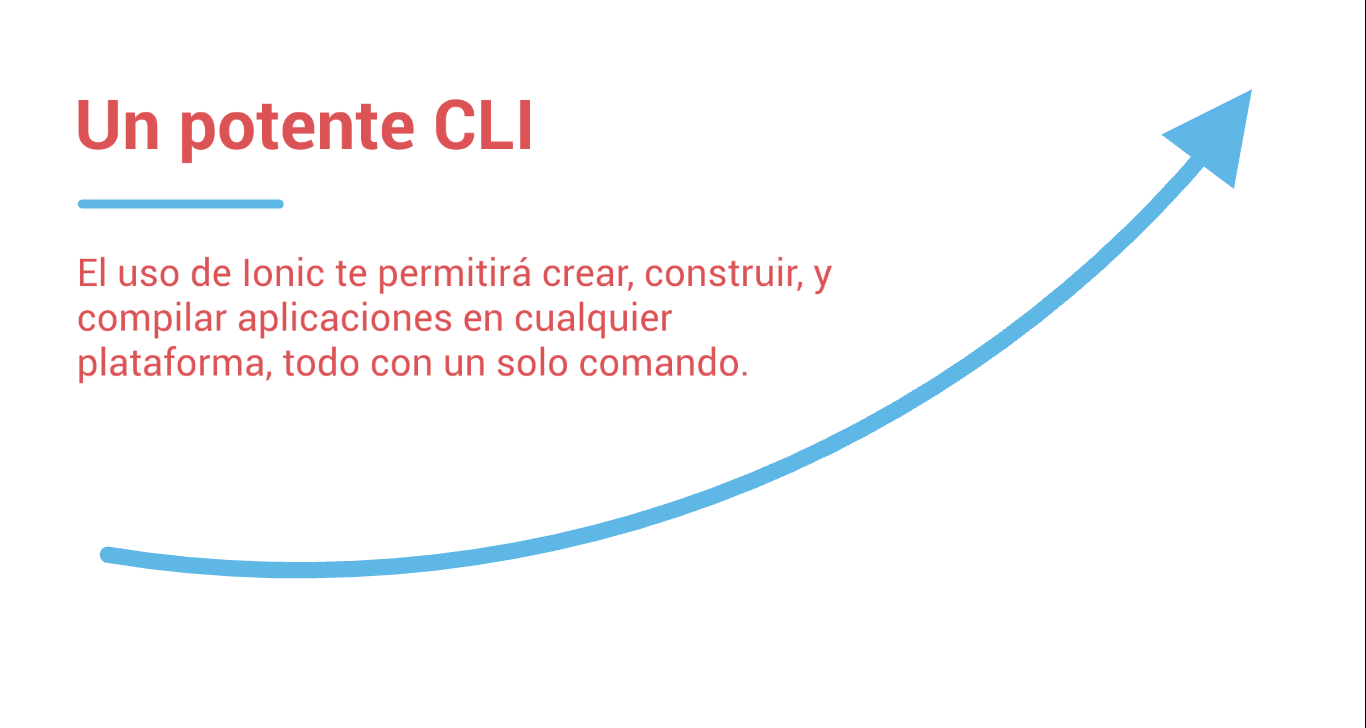 Un potente CLI
El uso de Ionic te permitirá crear, construir, y
compilar aplicaciones en cualquier
plataforma, todo con un solo comando.